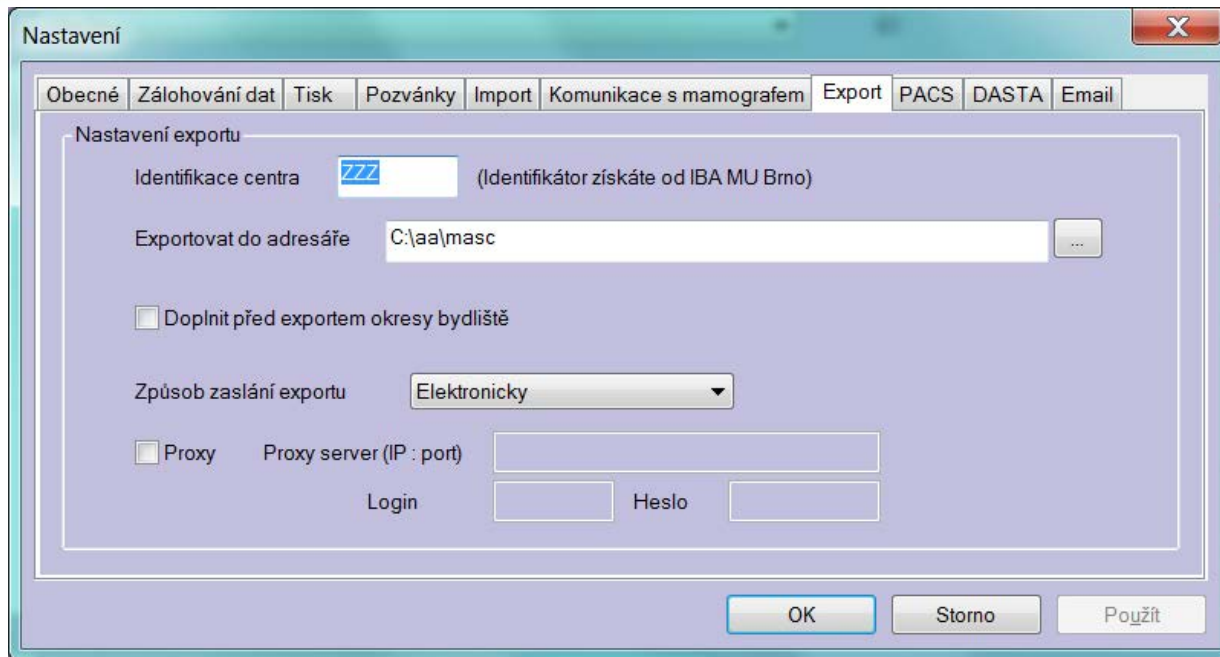 Nastavení
Obecné Zálohování dat Tisk Pozvánky Import Komunikace s mamografem Export PACS DASTA Email
Nastavení exportu
Identifikace centra ZZZ (Identifikátor získáte od IBA MU Brno)
Exportovat do adresáře C:\aa\masc ...
Doplnit před exportem okresy bydliště
Způsob zaslání exportu Elektronicky
Proxy Proxy server (IP : port)
Login Heslo
OK Storno Použít